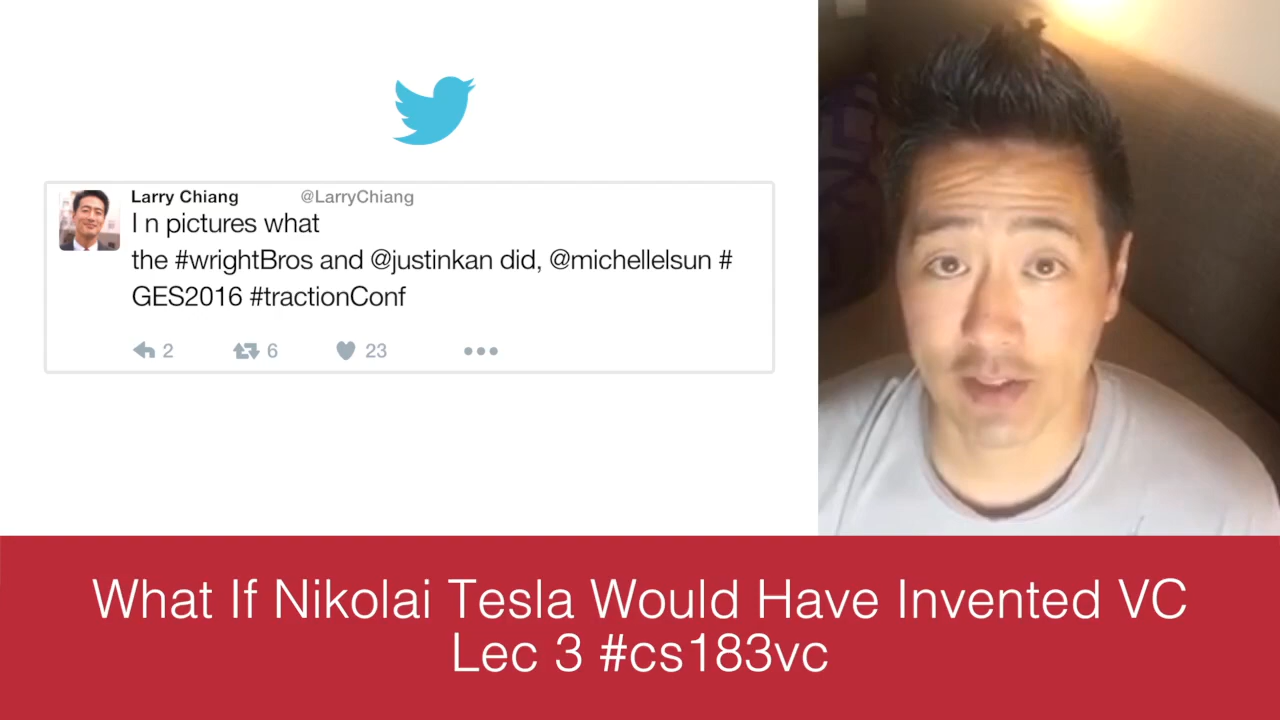 Larry Chiang @LarryChiang
I n pictures what
the #wrightBros and @justinkan did, @michellelsun #
GES2016 #tractionConf
2 6 23
What If Nikolai Tesla Would Have Invented VC
Lec 3 #cs183vc